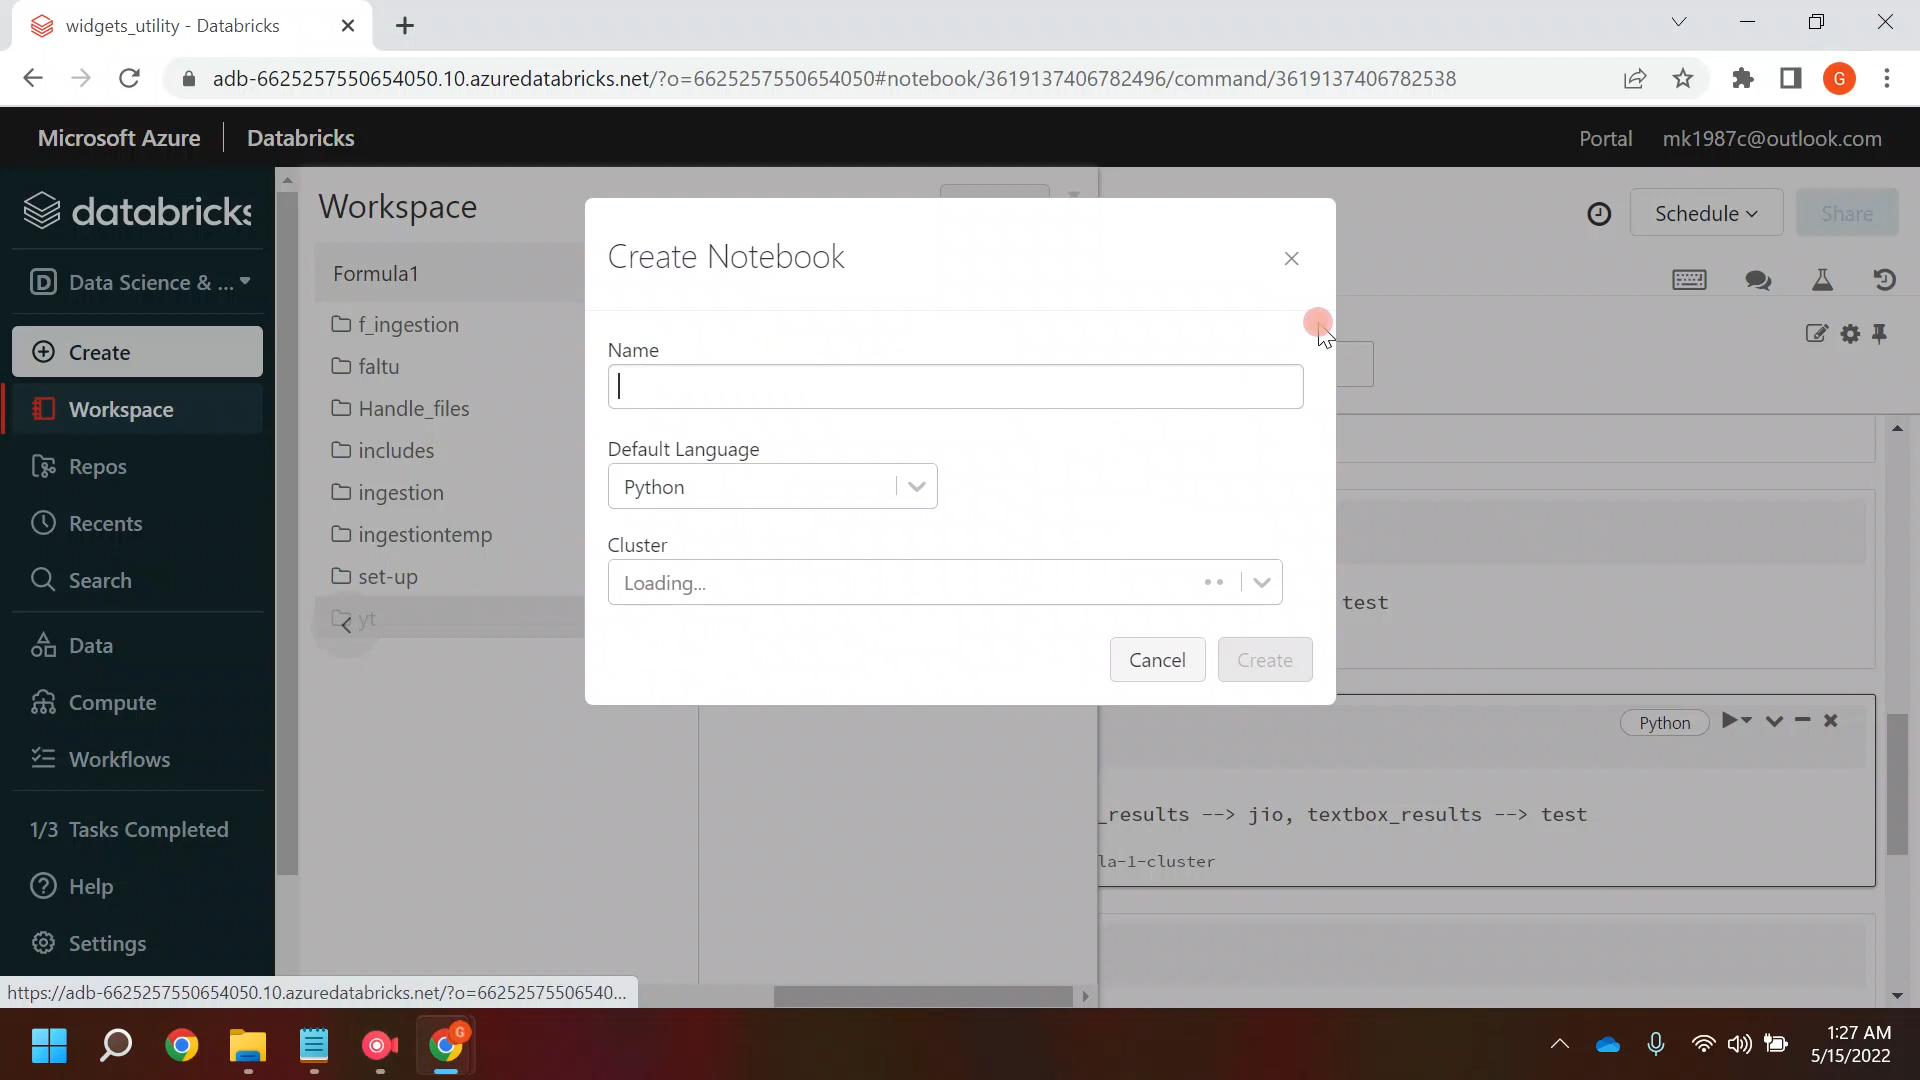 widgets_utility - Databricks
adb-6625257550654050.10.azuredatabricks.net/?o=6625257550654050#notebook/3619137406782496/command/3619137406782538
G
Microsoft Azure
Databricks
Portal
mk1987c@outlook.com
databricks
Workspace
Schedule
Share
D Data Science & ...
Formula1
Create
Workspace
Repos
Recents
Search
Data
Compute
Workflows
1/3 Tasks Completed
Help
Settings
f_ingestion
faltu
Handle_files
includes
ingestion
ingestiontemp
set-up
yt
Create Notebook
Name
Default Language
Python
Cluster
Loading...
Cancel
Create
test
Python
_results --> jio, textbox_results --> test
la-1-cluster
https://adb-6625257550654050.10.azuredatabricks.net/?o=66252575506540...
G
1:27 AM
5/15/2022